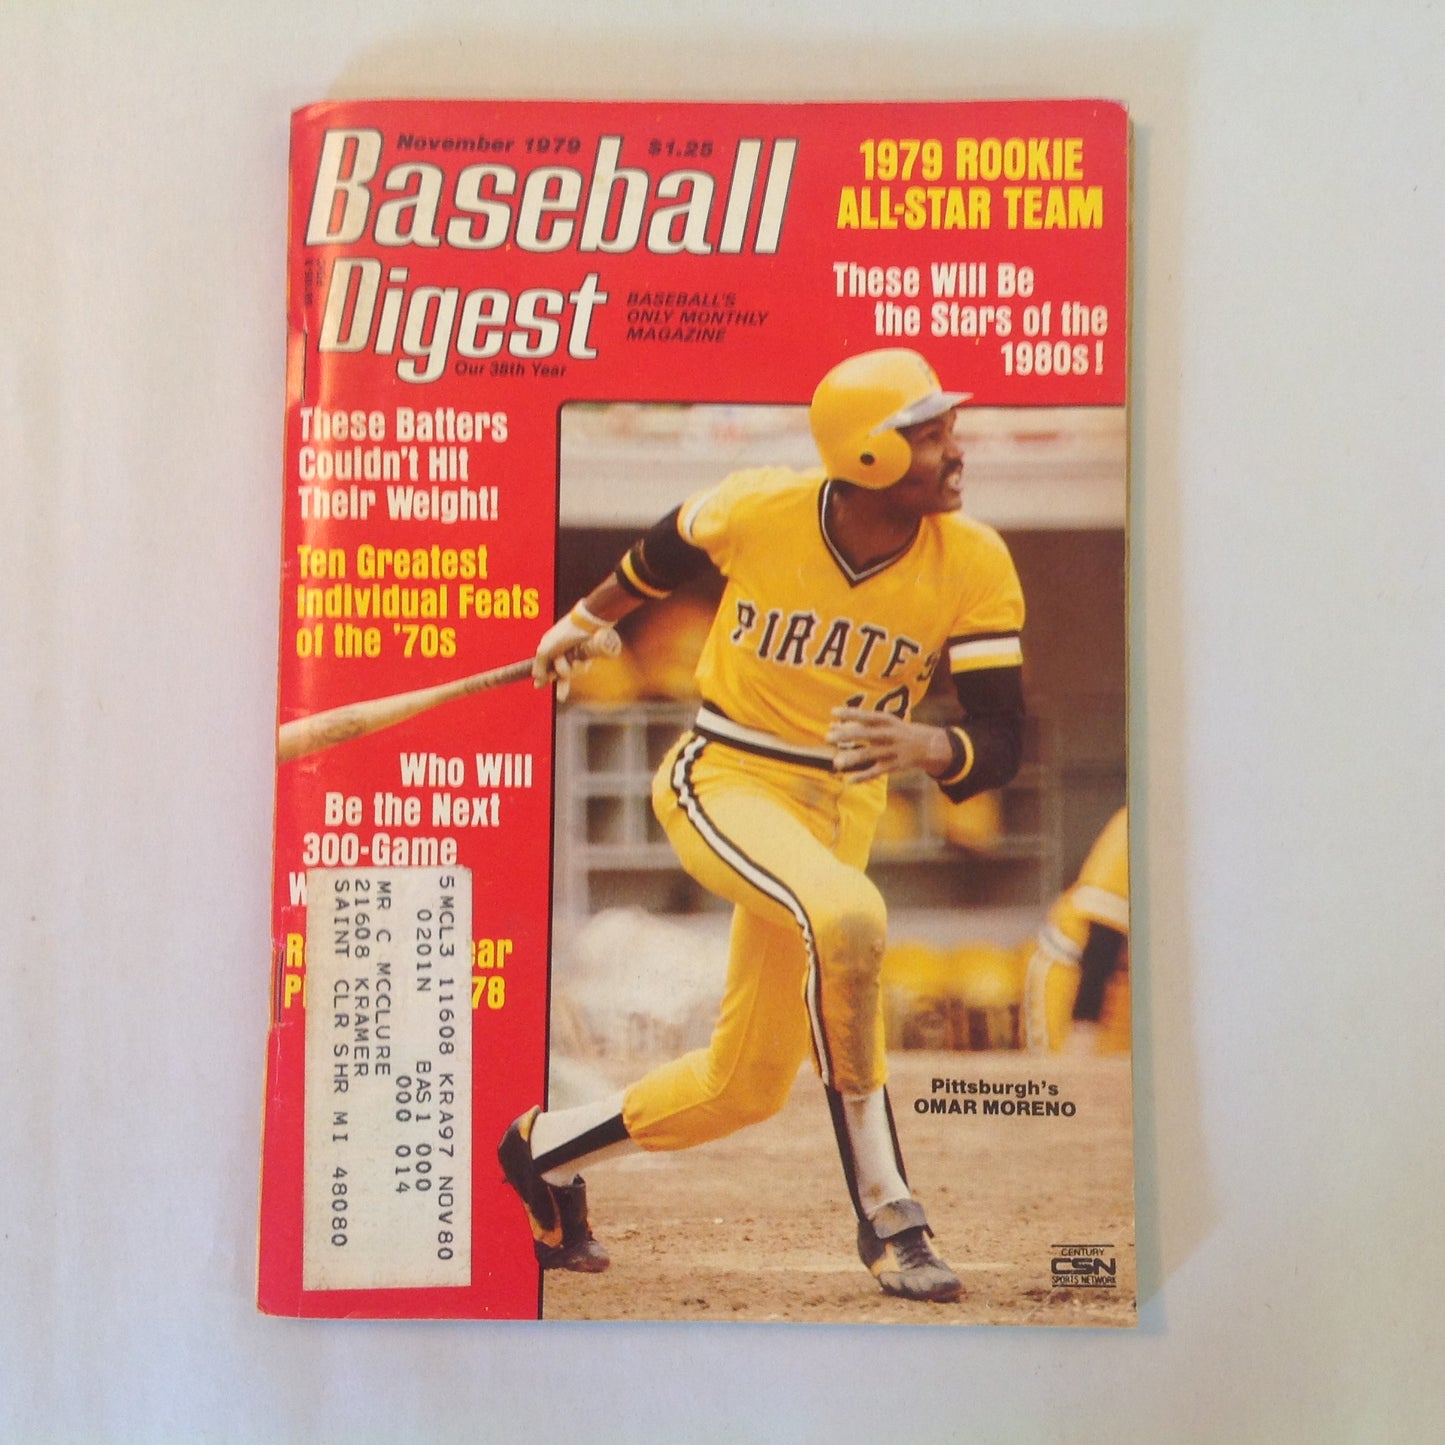 November 1979 $1.25
Baseball
Digest
BASEBALL'S
ONLY MONTHLY
MAGAZINE
Our 38th Year
1979 ROOKIE
ALL-STAR TEAM
These Will Be
the Stars of the
1980s!
These Batters
Couldn't Hit
Their Weight!
Ten Greatest
Individual Feats
of the '70s
Who Will
Be the Next
300-Game
78
5MCL3 11608 KRA97 NOV80
0201N BAS1 000
000 014
MR C MCCLURE
21608 KRAMER
SAINT CLR SHR MI 48080
PIRATES
Pittsburgh's
OMAR MORENO
CENTURY
CSN
SPORTS NETWORK